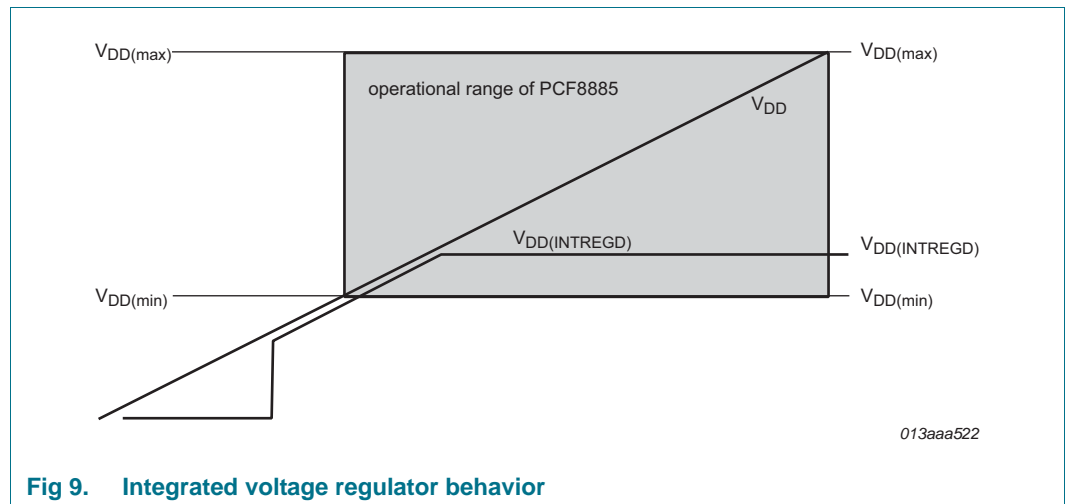 VDD(max) VDD(max)
operational range of PCF8885
VDD
VDD(INTREGD) VDD(INTREGD)
VDD(min) VDD(min)
013aaa522
Fig 9. Integrated voltage regulator behavior